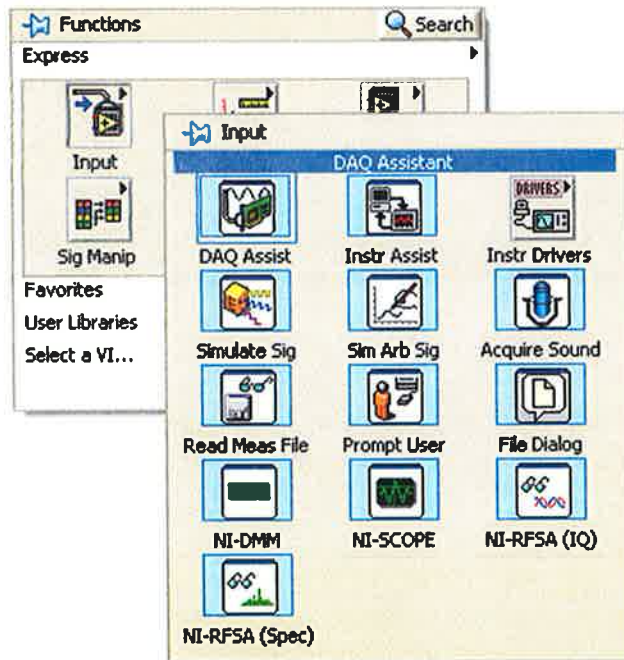 Functions
Search
Express
Input
Sig Manip
Favorites
User Libraries
Select a VI...
Input
DAQ Assistant
DAQ Assist
Instr Assist
DRIVERS
Instr Drivers
Simulate Sig
Sim Arb Sig
Acquire Sound
Read Meas File
Prompt User
File Dialog
NI-DMM
NI-SCOPE
NI-RFSA (IQ)
NI-RFSA (Spec)